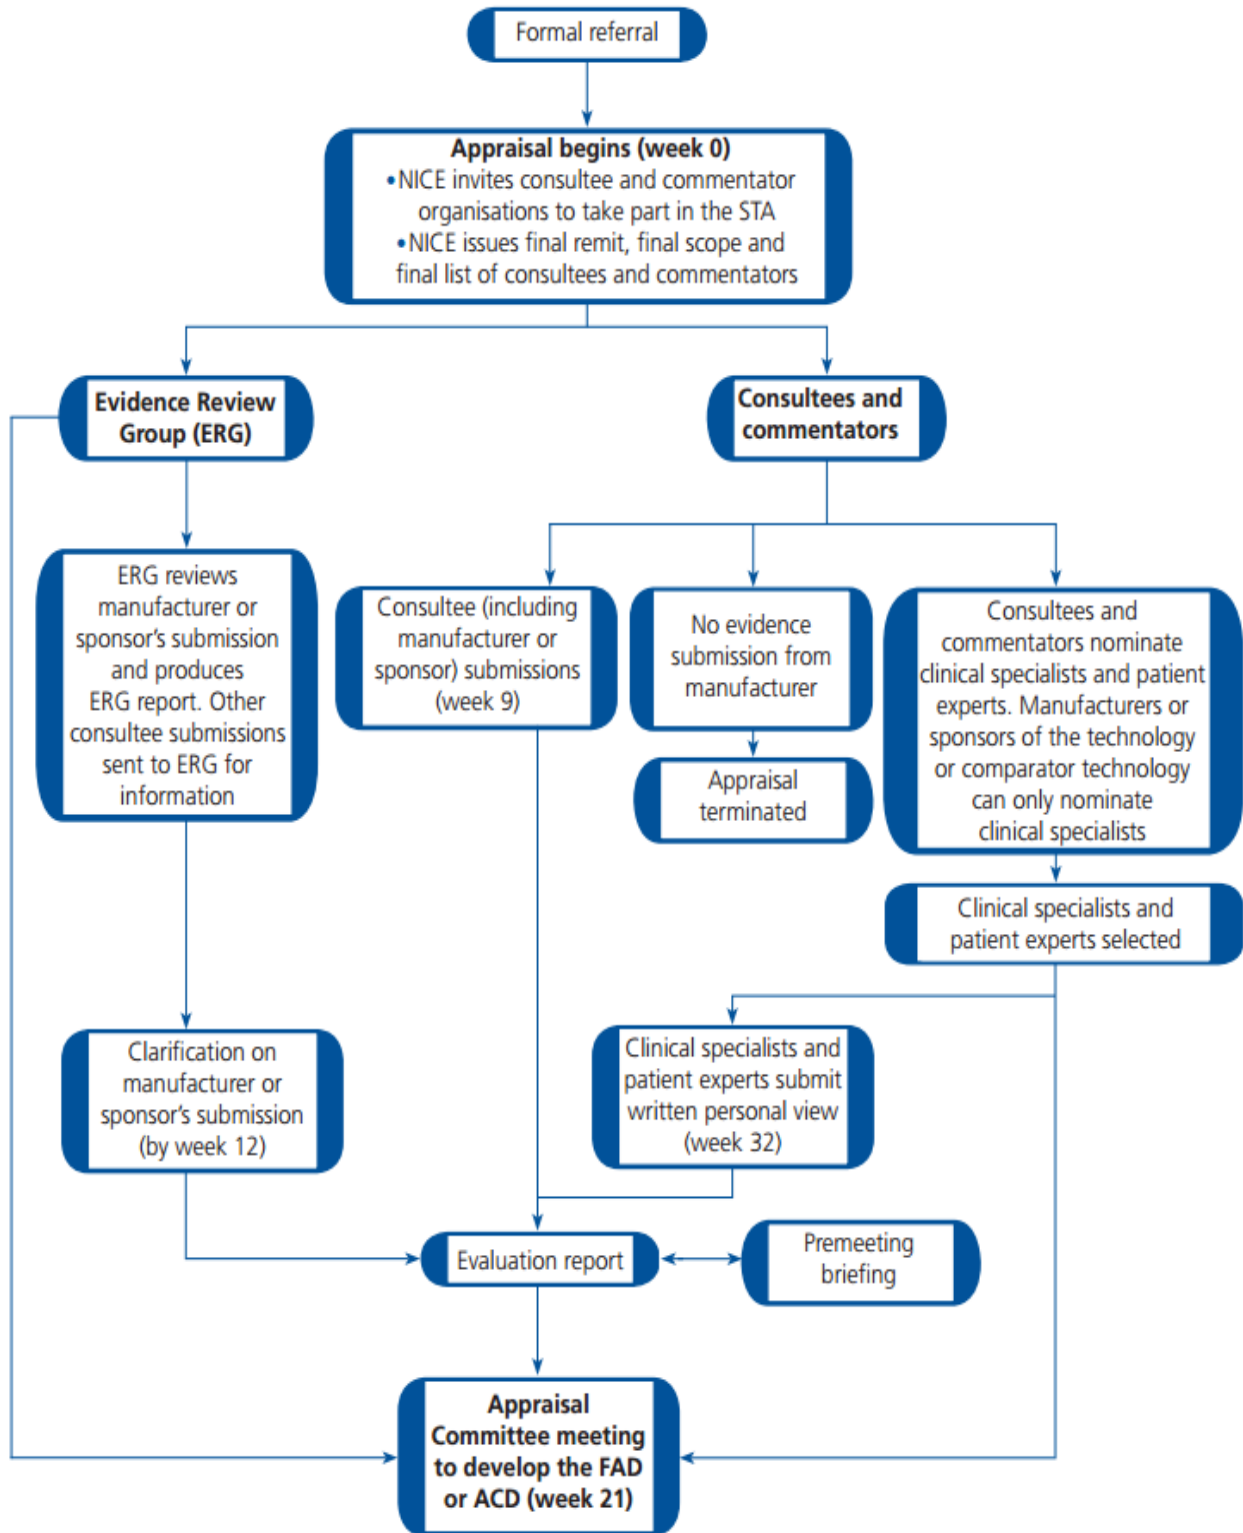 Formal referral
Appraisal begins (week 0)
•NICE invites consultee and commentator
organisations to take part in the STA
•NICE issues final remit, final scope and
final list of consultees and commentators
Evidence Review
Group (ERG)
Consultees and
commentators
ERG reviews
manufacturer or
sponsor's submission
and produces
ERG report. Other
consultee submissions
sent to ERG for
information
Consultee (including
manufacturer or
sponsor) submissions
(week 9)
No evidence
submission from
manufacturer
Appraisal
terminated
Consultees and
commentators nominate
clinical specialists and patient
experts. Manufacturers or
sponsors of the technology
or comparator technology
can only nominate
clinical specialists
Clinical specialists and
patient experts selected
Clarification on
manufacturer or
sponsor's submission
(by week 12)
Clinical specialists and
patient experts submit
written personal view
(week 32)
Evaluation report
Premeeting
briefing
Appraisal
Committee meeting
to develop the FAD
or ACD (week 21)